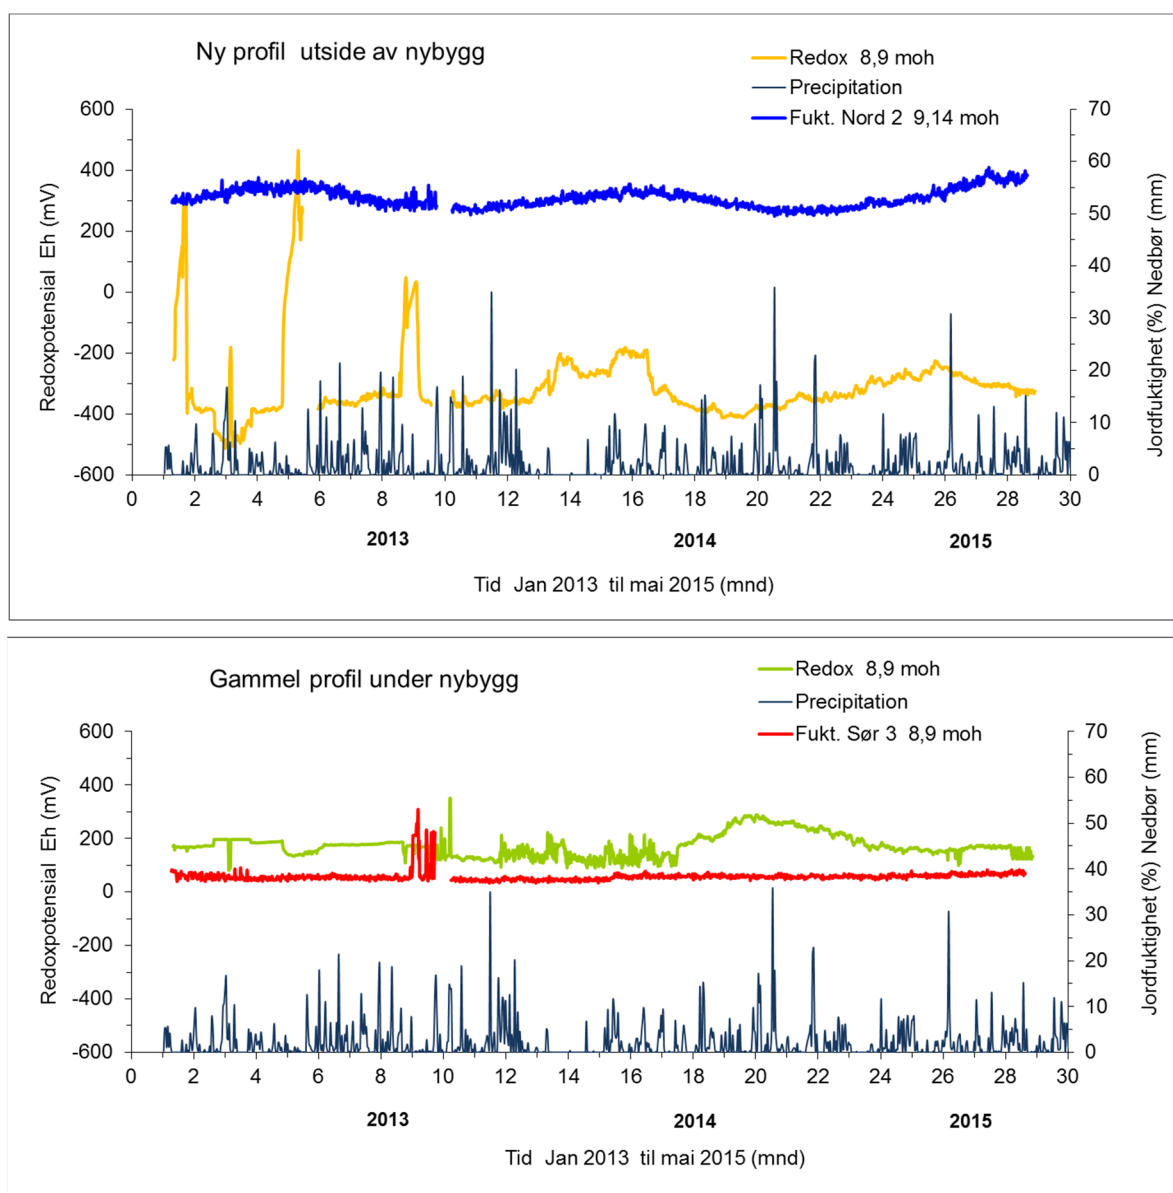 Ny profil utside av nybygg
Redox 8,9 moh
Precipitation
Fukt. Nord 2 9,14 moh
600
400
200
0
-200
-400
-600
Redoxpotensial Eh (mV)
70
60
50
40
30
20
10
0
Jordfuktighet (%) Nedbør (mm)
0 2 4 6 8 10 12 14 16 18 20 22 24 26 28 30
2013 2014 2015
Tid Jan 2013 til mai 2015 (mnd)
Gammel profil under nybygg
Redox 8,9 moh
Precipitation
Fukt. Sør 3 8,9 moh
600
400
200
0
-200
-400
-600
Redoxpotensial Eh (mV)
70
60
50
40
30
20
10
0
Jordfuktighet (%) Nedbør (mm)
0 2 4 6 8 10 12 14 16 18 20 22 24 26 28 30
2013 2014 2015
Tid Jan 2013 til mai 2015 (mnd)